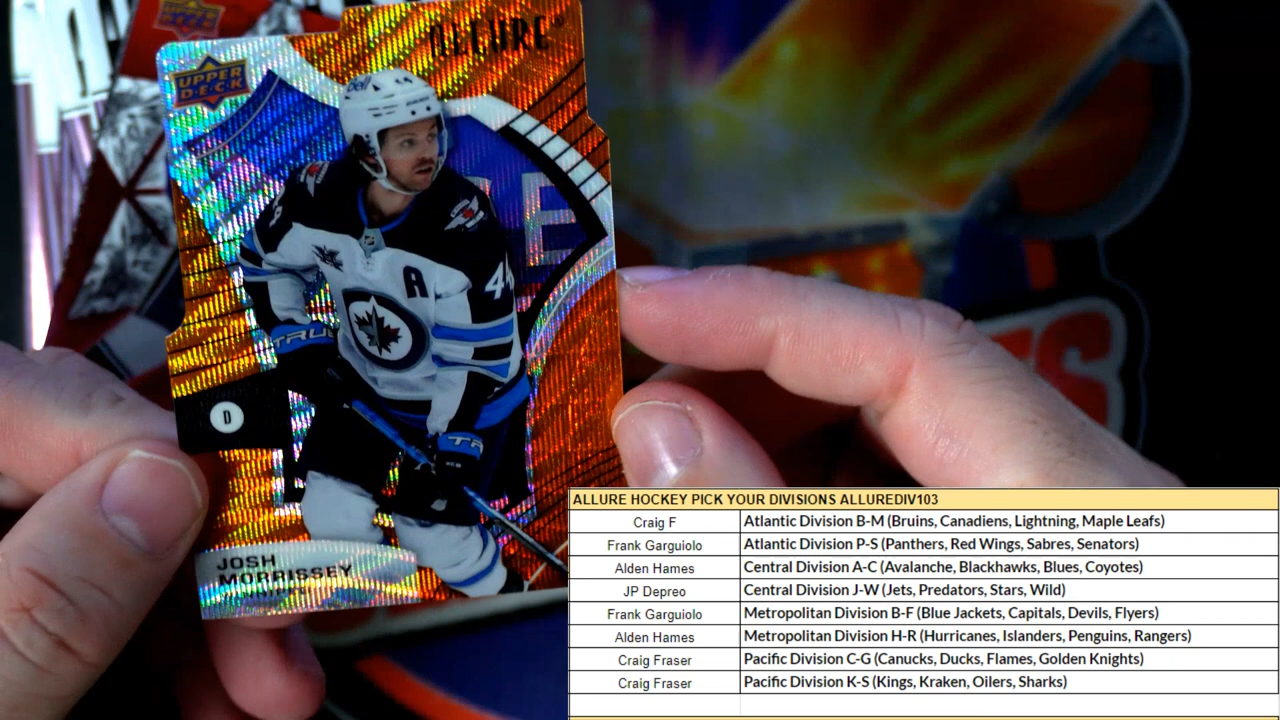 ALLURE
UPPER
DECK
44
A
44
TRUE
D
JOSH
MORRISSEY
ALLURE HOCKEY PICK YOUR DIVISIONS ALLUREDIV103
Craig F Atlantic Division B-M (Bruins, Canadiens, Lightning, Maple Leafs)
Frank Garguiolo Atlantic Division P-S (Panthers, Red Wings, Sabres, Senators)
Alden Hames Central Division A-C (Avalanche, Blackhawks, Blues, Coyotes)
JP Depreo Central Division J-W (Jets, Predators, Stars, Wild)
Frank Garguiolo Metropolitan Division B-F (Blue Jackets, Capitals, Devils, Flyers)
Alden Hames Metropolitan Division H-R (Hurricanes, Islanders, Penguins, Rangers)
Craig Fraser Pacific Division C-G (Canucks, Ducks, Flames, Golden Knights)
Craig Fraser Pacific Division K-S (Kings, Kraken, Oilers, Sharks)